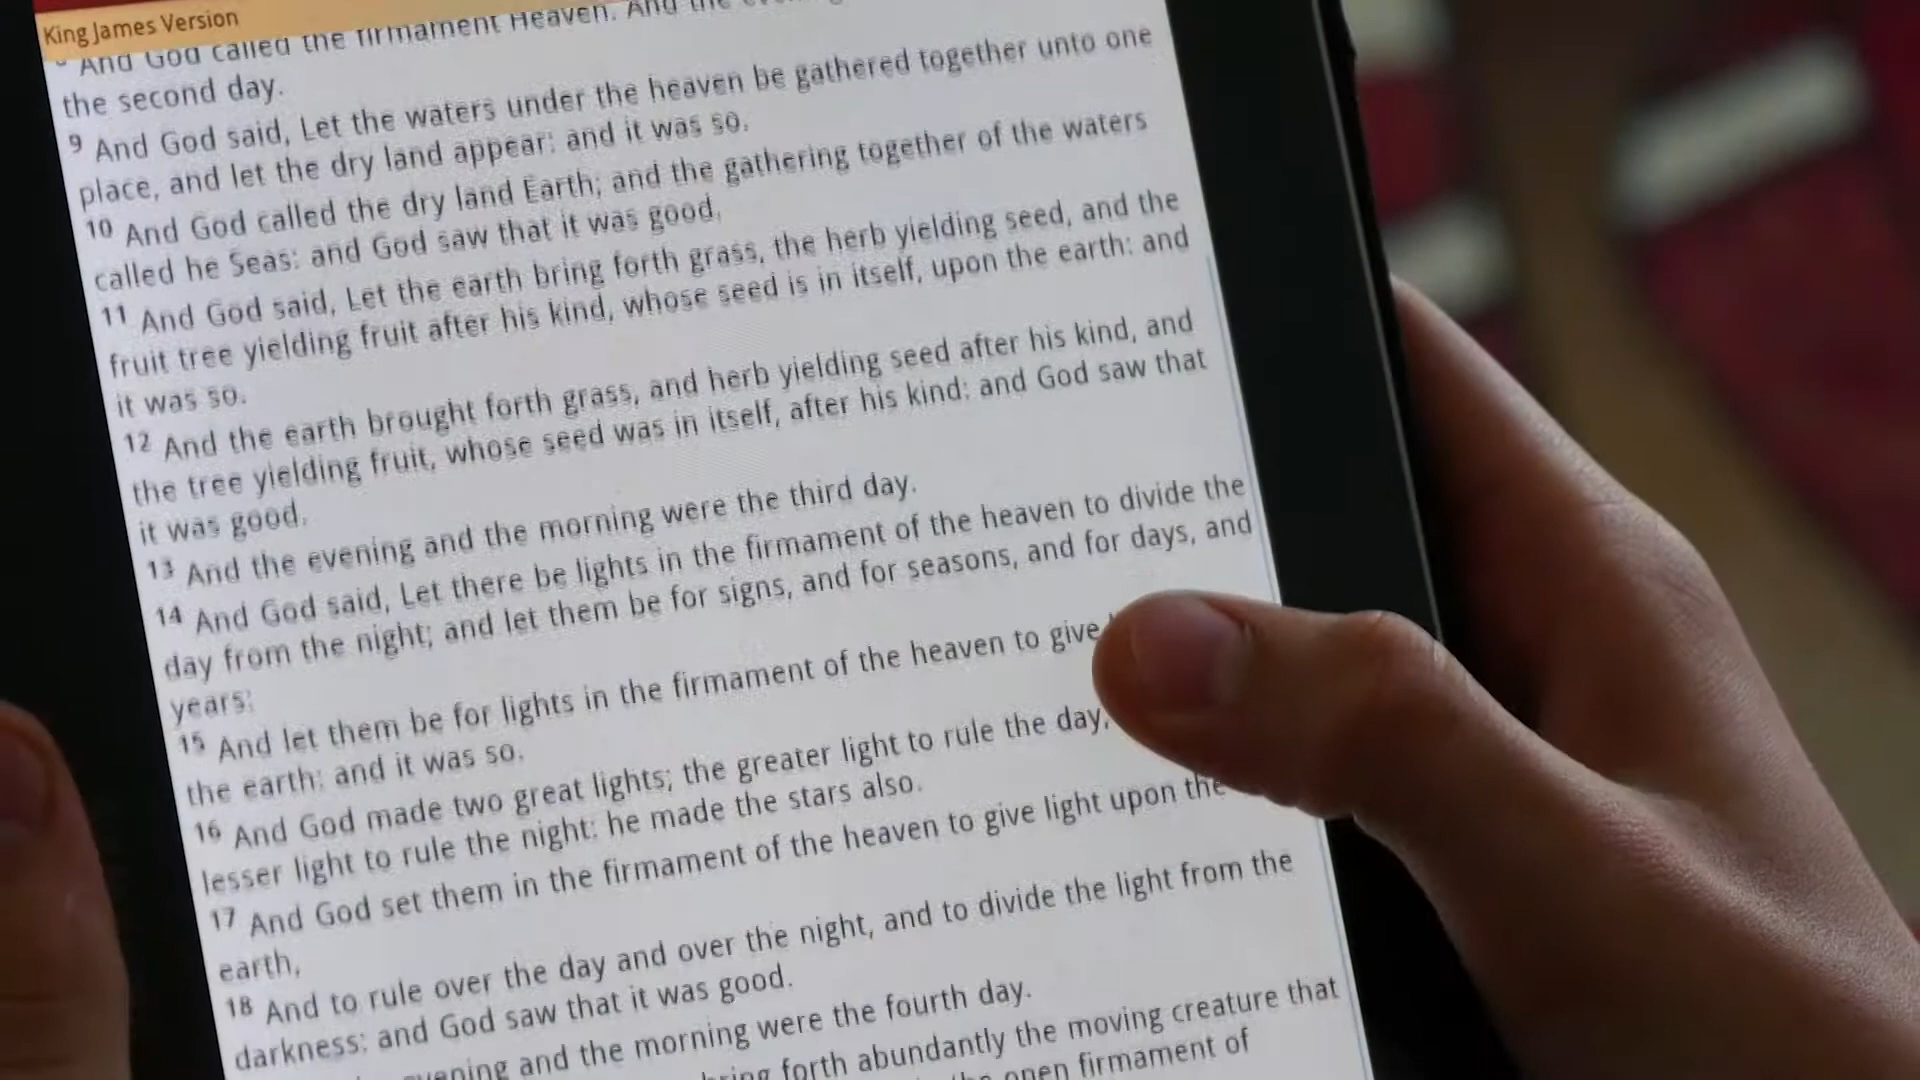 King James Version
And God called the firmament Heaven. And the
the second day.
9 And God said, Let the waters under the heaven be gathered together unto one
place, and let the dry land appear: and it was so.
10 And God called the dry land Earth; and the gathering together of the waters
called he Seas: and God saw that it was good.
11 And God said, Let the earth bring forth grass, the herb yielding seed, and the
fruit tree yielding fruit after his kind, whose seed is in itself, upon the earth: and
it was so.
12 And the earth brought forth grass, and herb yielding seed after his kind, and
the tree yielding fruit, whose seed was in itself, after his kind: and God saw that
it was good.
13 And the evening and the morning were the third day.
14 And God said, Let there be lights in the firmament of the heaven to divide the
day from the night; and let them be for signs, and for seasons, and for days, and
years:
15 And let them be for lights in the firmament of the heaven to give
the earth: and it was so.
16 And God made two great lights; the greater light to rule the day,
lesser light to rule the night: he made the stars also.
17 And God set them in the firmament of the heaven to give light upon the
earth,
18 And to rule over the day and over the night, and to divide the light from the
darkness: and God saw that it was good.
evening and the morning were the fourth day.
bring forth abundantly the moving creature that
the open firmament of